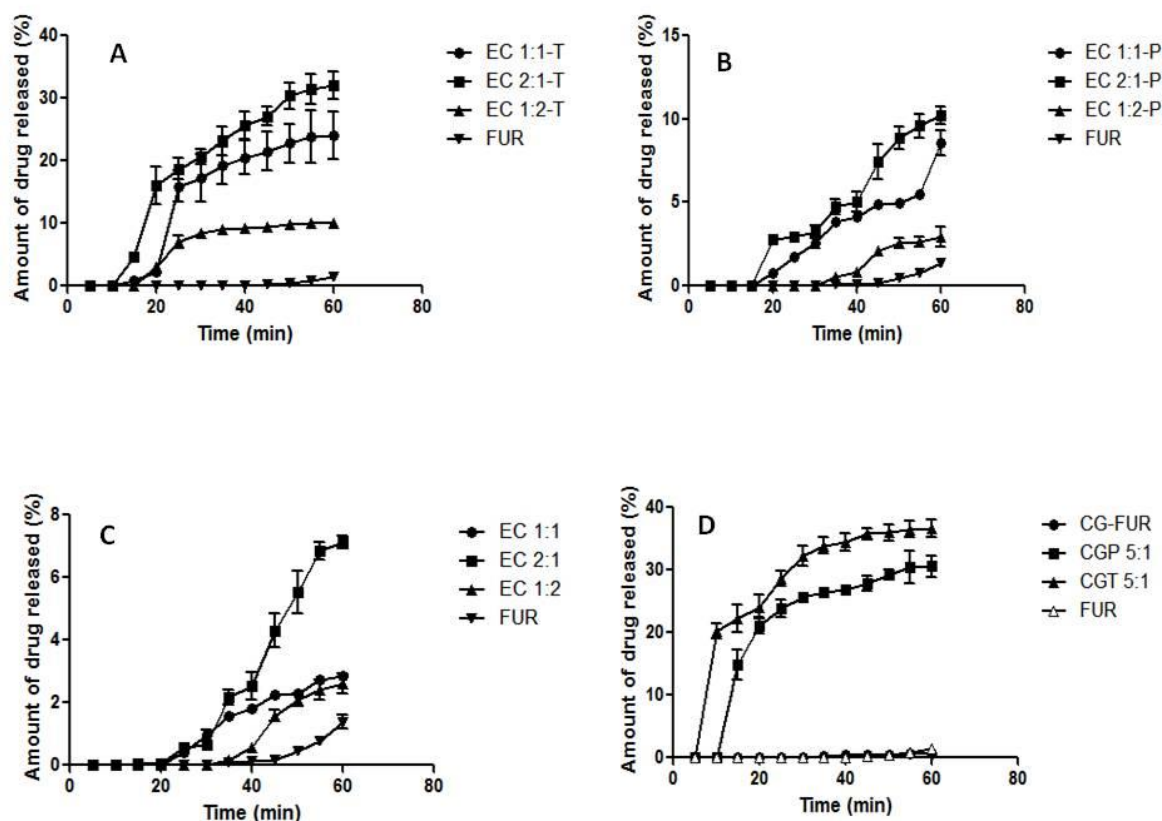 A
Amount of drug released (%)
40
30
20
10
0
0 20 40 60 80
Time (min)
EC 1:1-T
EC 2:1-T
EC 1:2-T
FUR
B
Amount of drug released (%)
15
10
5
0
0 20 40 60 80
Time (min)
EC 1:1-P
EC 2:1-P
EC 1:2-P
FUR
C
Amount of drug released (%)
8
6
4
2
0
0 20 40 60 80
Time (min)
EC 1:1
EC 2:1
EC 1:2
FUR
D
Amount of drug released (%)
40
30
20
10
0
0 20 40 60 80
Time (min)
CG-FUR
CGP 5:1
CGT 5:1
FUR